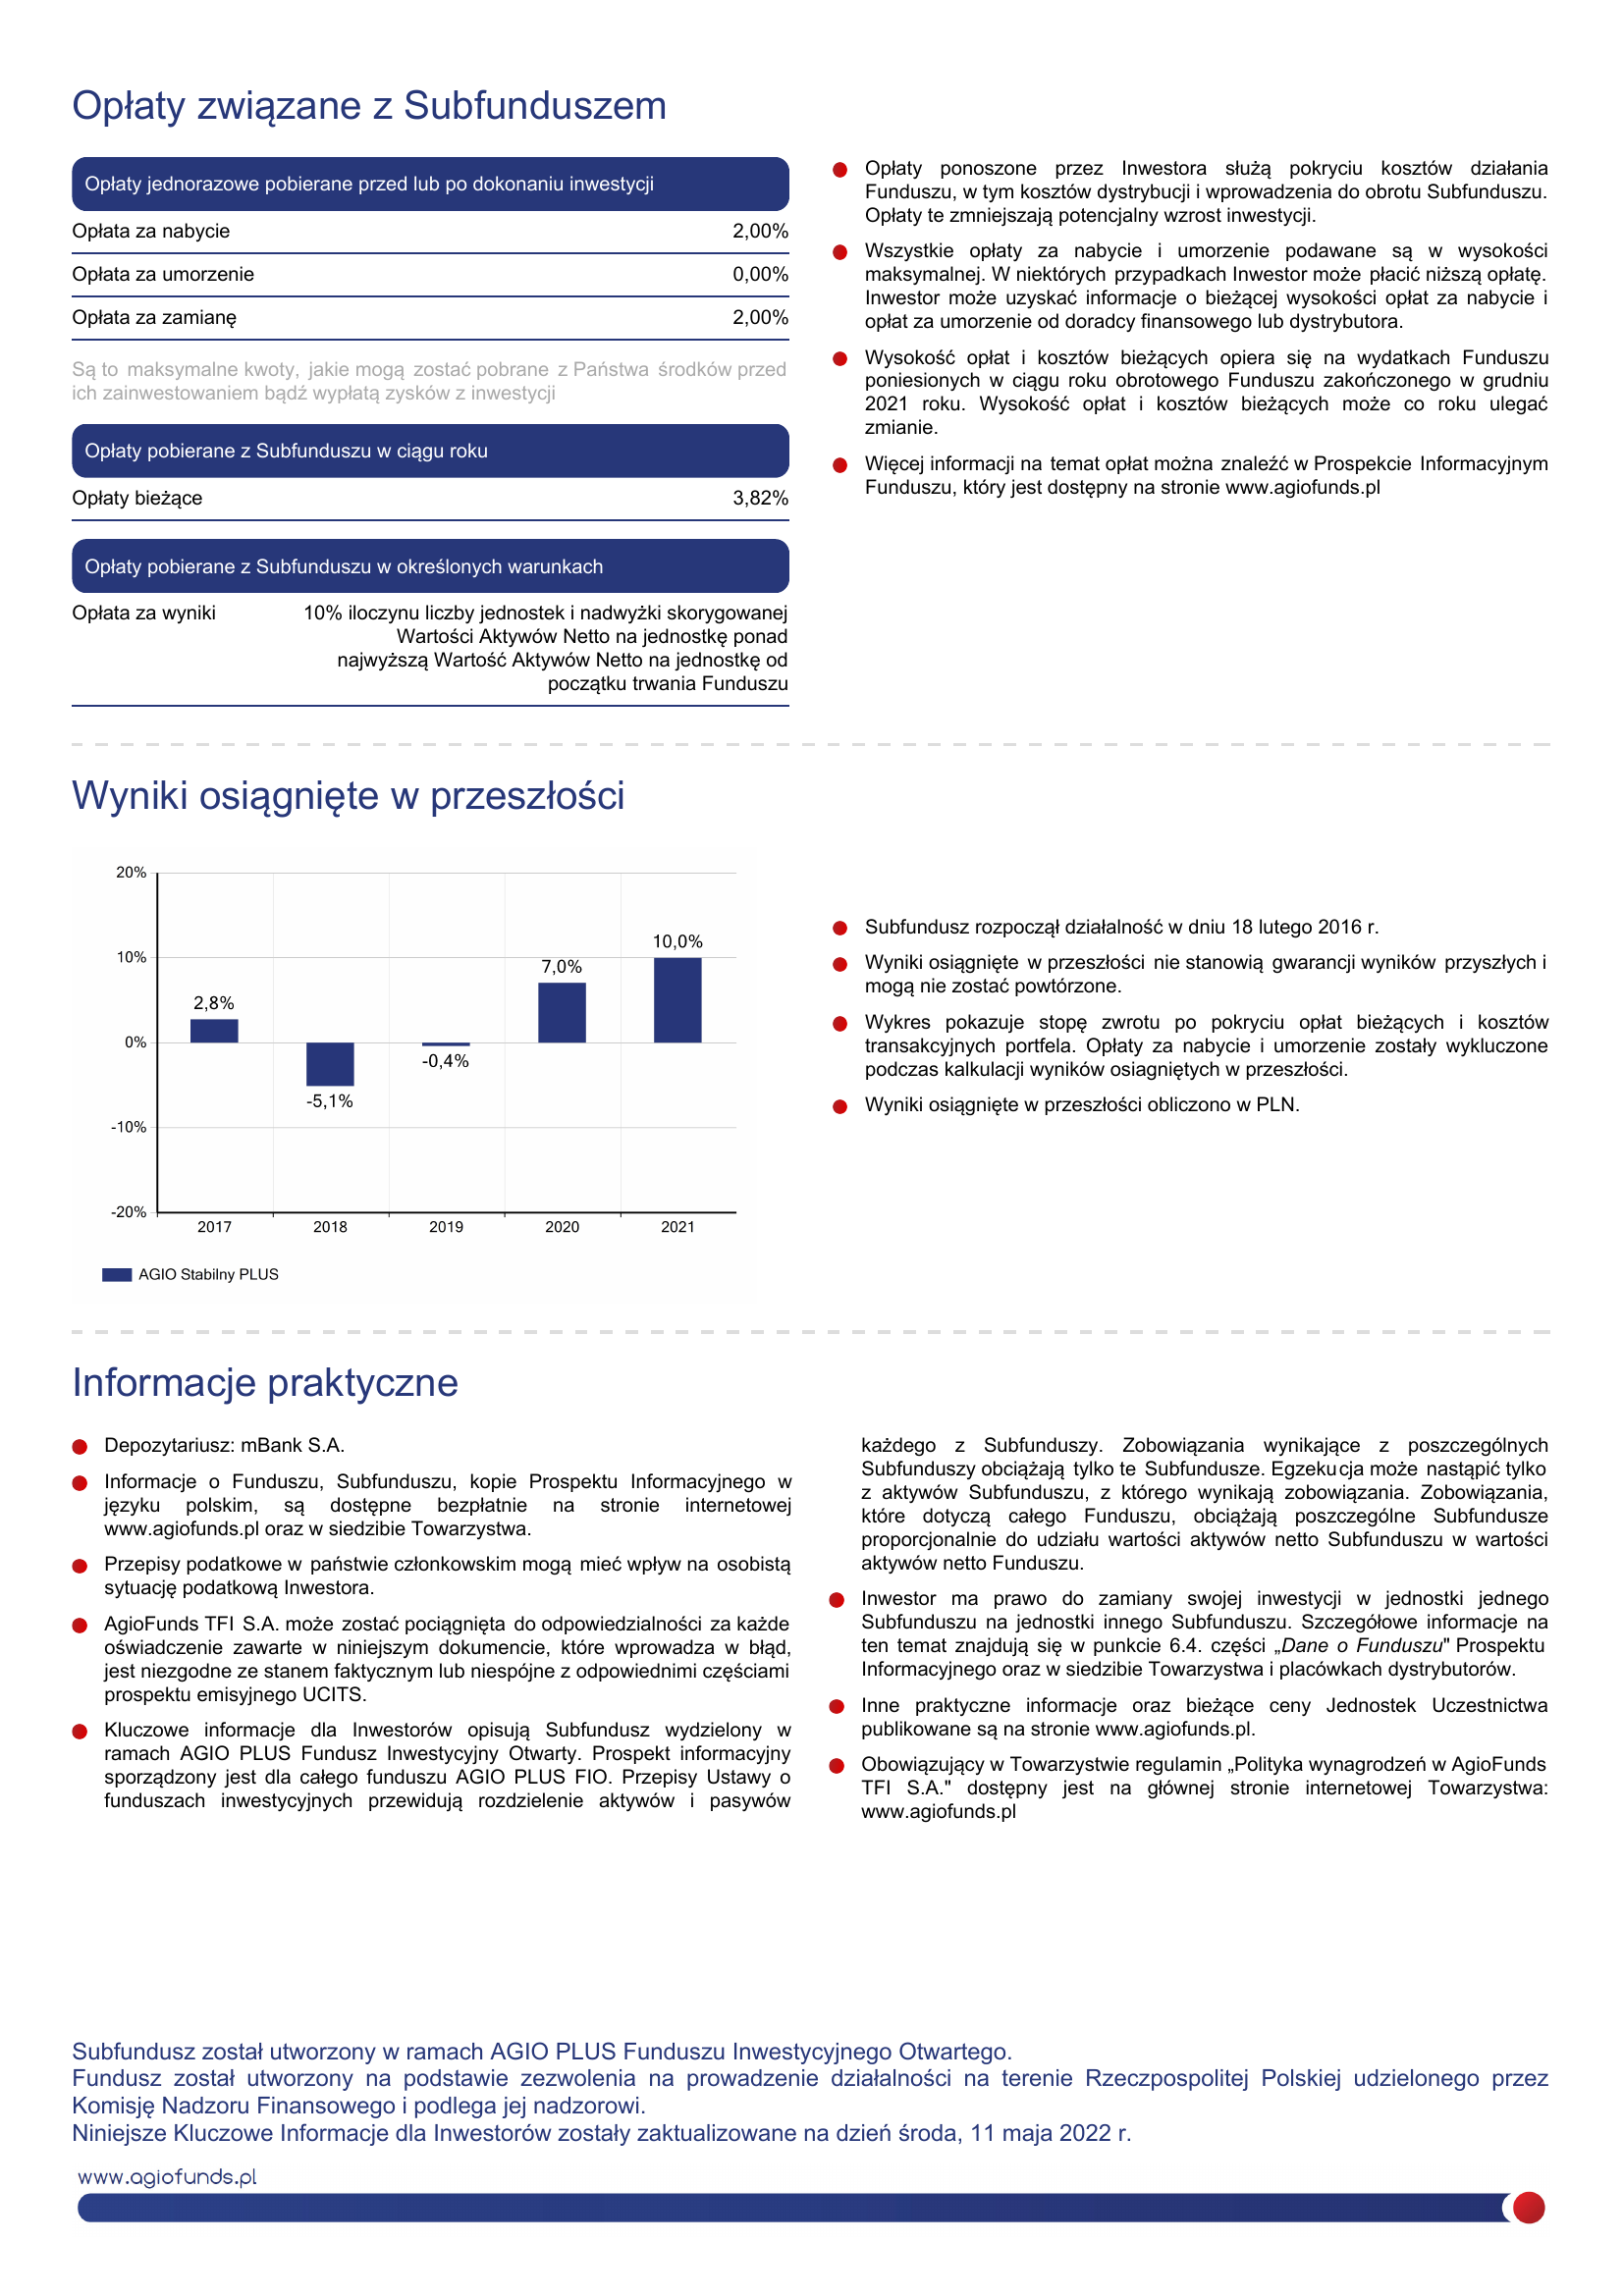 Opłaty związane z Subfunduszem
Opłaty jednorazowe pobierane przed lub po dokonaniu inwestycji
Opłata za nabycie 2,00%
Opłata za umorzenie 0,00%
Opłata za zamianę 2,00%
Są to maksymalne kwoty, jakie mogą zostać pobrane z Państwa środków przed
ich zainwestowaniem bądź wypłatą zysków z inwestycji
Opłaty pobierane z Subfunduszu w ciągu roku
Opłaty bieżące 3,82%
Opłaty pobierane z Subfunduszu w określonych warunkach
Opłata za wyniki 10% iloczynu liczby jednostek i nadwyżki skorygowanej
Wartości Aktywów Netto na jednostkę ponad
najwyższą Wartość Aktywów Netto na jednostkę od
początku trwania Funduszu
Opłaty ponoszone przez Inwestora służą pokryciu kosztów działania
Funduszu, w tym kosztów dystrybucji i wprowadzenia do obrotu Subfunduszu.
Opłaty te zmniejszają potencjalny wzrost inwestycji.
Wszystkie opłaty za nabycie i umorzenie podawane są w wysokości
maksymalnej. W niektórych przypadkach Inwestor może płacić niższą opłatę.
Inwestor może uzyskać informacje o bieżącej wysokości opłat za nabycie i
opłat za umorzenie od doradcy finansowego lub dystrybutora.
Wysokość opłat i kosztów bieżących opiera się na wydatkach Funduszu
poniesionych w ciągu roku obrotowego Funduszu zakończonego w grudniu
2021 roku. Wysokość opłat i kosztów bieżących może co roku ulegać
zmianie.
Więcej informacji na temat opłat można znaleźć w Prospekcie Informacyjnym
Funduszu, który jest dostępny na stronie www.agiofunds.pl
Wyniki osiągnięte w przeszłości
20%
10%
0%
-10%
-20%
2,8%
-5,1%
-0,4%
7,0%
10,0%
2017 2018 2019 2020 2021
AGIO Stabilny PLUS
Subfundusz rozpoczął działalność w dniu 18 lutego 2016 r.
Wyniki osiągnięte w przeszłości nie stanowią gwarancji wyników przyszłych i
mogą nie zostać powtórzone.
Wykres pokazuje stopę zwrotu po pokryciu opłat bieżących i kosztów
transakcyjnych portfela. Opłaty za nabycie i umorzenie zostały wykluczone
podczas kalkulacji wyników osiagniętych w przeszłości.
Wyniki osiągnięte w przeszłości obliczono w PLN.
Informacje praktyczne
Depozytariusz: mBank S.A.
Informacje o Funduszu, Subfunduszu, kopie Prospektu Informacyjnego w
języku polskim, są dostępne bezpłatnie na stronie internetowej
www.agiofunds.pl oraz w siedzibie Towarzystwa.
Przepisy podatkowe w państwie członkowskim mogą mieć wpływ na osobistą
sytuację podatkową Inwestora.
AgioFunds TFI S.A. może zostać pociągnięta do odpowiedzialności za każde
oświadczenie zawarte w niniejszym dokumencie, które wprowadza w błąd,
jest niezgodne ze stanem faktycznym lub niespójne z odpowiednimi częściami
prospektu emisyjnego UCITS.
Kluczowe informacje dla Inwestorów opisują Subfundusz wydzielony w
ramach AGIO PLUS Fundusz Inwestycyjny Otwarty. Prospekt informacyjny
sporządzony jest dla całego funduszu AGIO PLUS FIO. Przepisy Ustawy o
funduszach inwestycyjnych przewidują rozdzielenie aktywów i pasywów
każdego z Subfunduszy. Zobowiązania wynikające z poszczególnych
Subfunduszy obciążają tylko te Subfundusze. Egzekucja może nastąpić tylko
z aktywów Subfunduszu, z którego wynikają zobowiązania. Zobowiązania,
które dotyczą całego Funduszu, obciążają poszczególne Subfundusze
proporcjonalnie do udziału wartości aktywów netto Subfunduszu w wartości
aktywów netto Funduszu.
Inwestor ma prawo do zamiany swojej inwestycji w jednostki jednego
Subfunduszu na jednostki innego Subfunduszu. Szczegółowe informacje na
ten temat znajdują się w punkcie 6.4. części „Dane o Funduszu" Prospektu
Informacyjnego oraz w siedzibie Towarzystwa i placówkach dystrybutorów.
Inne praktyczne informacje oraz bieżące ceny Jednostek Uczestnictwa
publikowane są na stronie www.agiofunds.pl.
Obowiązujący w Towarzystwie regulamin „Polityka wynagrodzeń w AgioFunds
TFI S.A." dostępny jest na głównej stronie internetowej Towarzystwa:
www.agiofunds.pl
Subfundusz został utworzony w ramach AGIO PLUS Funduszu Inwestycyjnego Otwartego.
Fundusz został utworzony na podstawie zezwolenia na prowadzenie działalności na terenie Rzeczpospolitej Polskiej udzielonego przez
Komisję Nadzoru Finansowego i podlega jej nadzorowi.
Niniejsze Kluczowe Informacje dla Inwestorów zostały zaktualizowane na dzień środa, 11 maja 2022 r.
www.agiofunds.pl